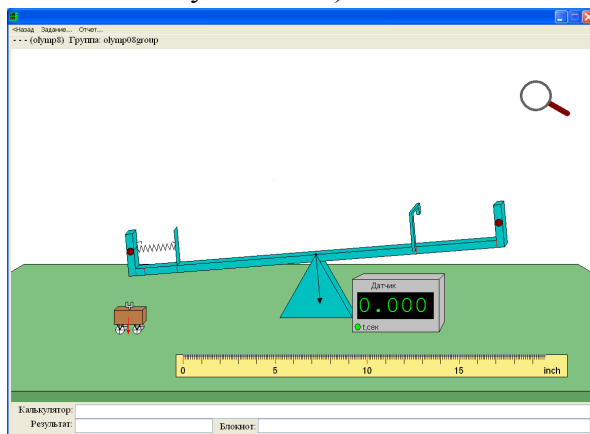 <Назад Задание... Отчет...
- - - (olymp8) Группа: olymp08group
Датчик
0.000
t,сек
0 5 10 15 inch
Калькулятор:
Результат: Блокнот: